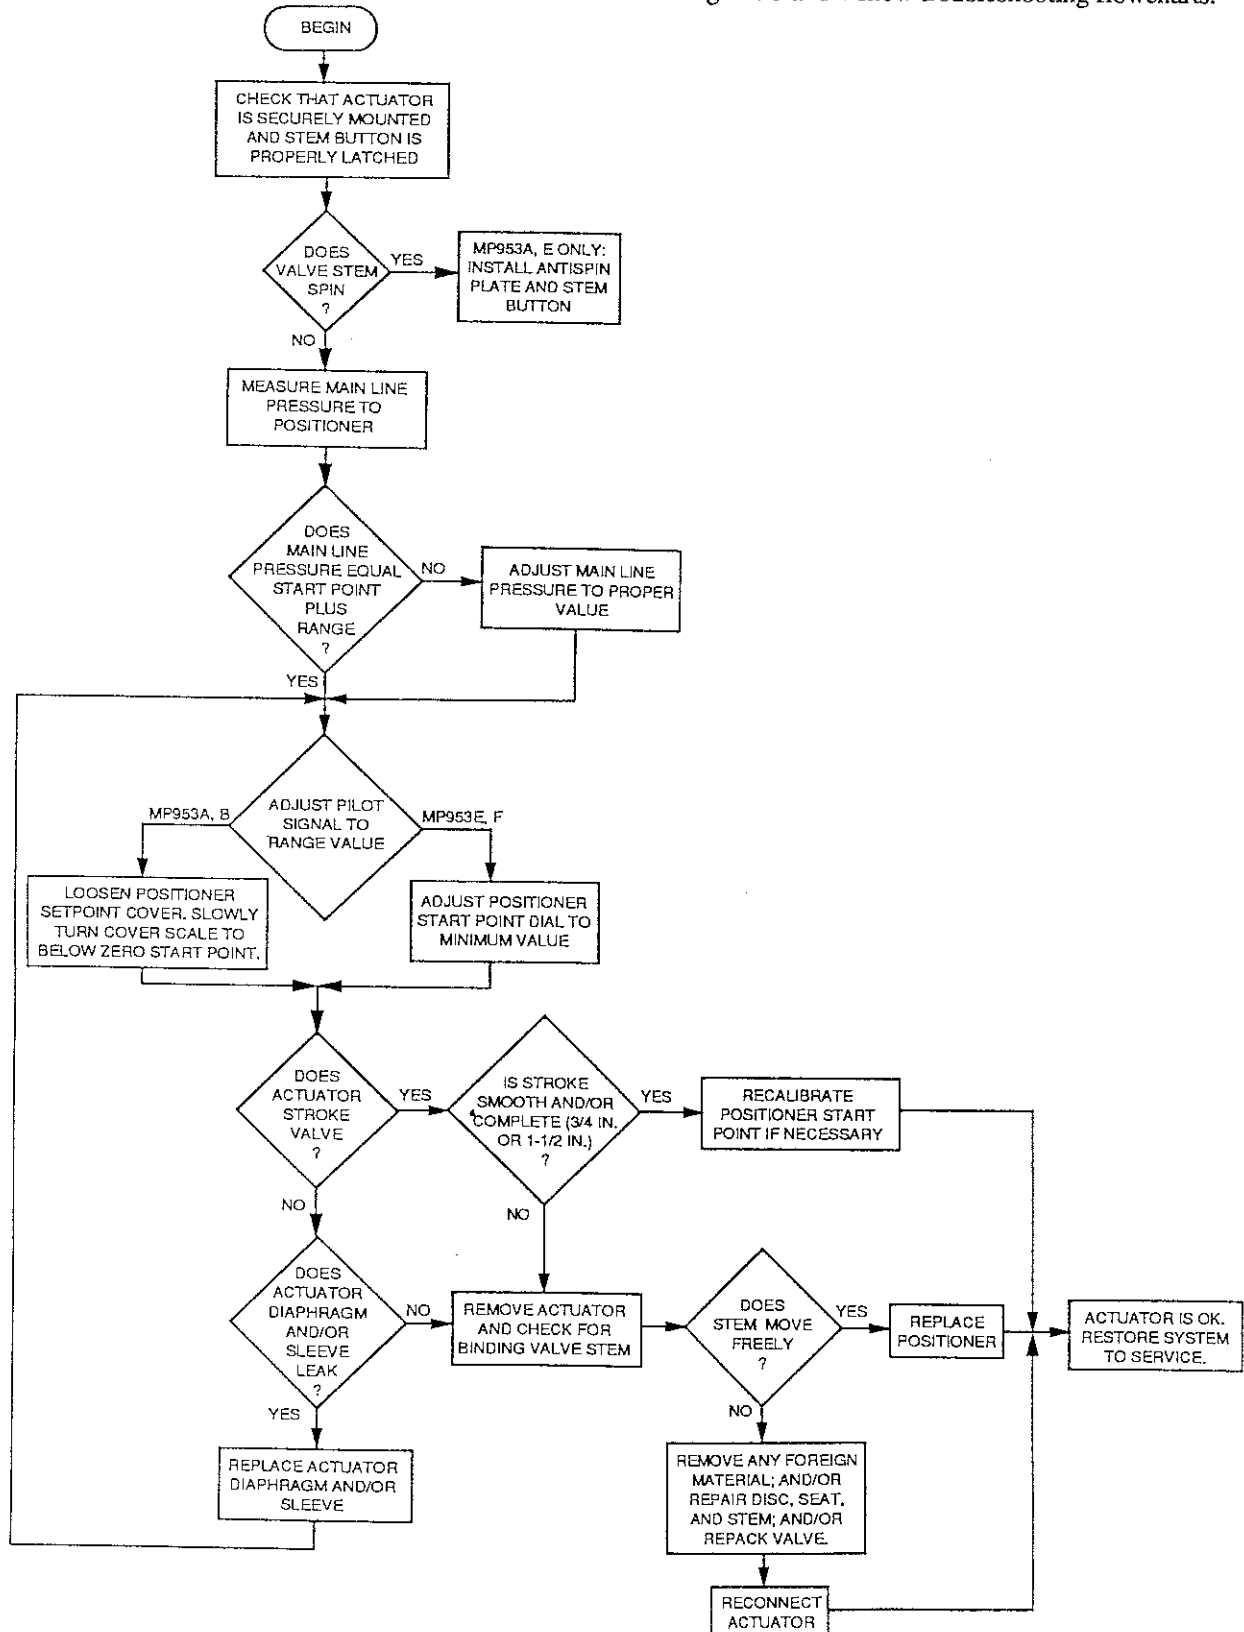 BEGIN
CHECK THAT ACTUATOR
IS SECURELY MOUNTED
AND STEM BUTTON IS
PROPERLY LATCHED
DOES
VALVE STEM
SPIN
?
YES
MP953A, E ONLY:
INSTALL ANTISPIN
PLATE AND STEM
BUTTON
NO
MEASURE MAIN LINE
PRESSURE TO
POSITIONER
DOES
MAIN LINE
PRESSURE EQUAL
START POINT
PLUS
RANGE
?
NO
ADJUST MAIN LINE
PRESSURE TO PROPER
VALUE
YES
ADJUST PILOT
SIGNAL TO
RANGE VALUE
MP953A, B
MP953E, F
LOOSEN POSITIONER
SETPOINT COVER. SLOWLY
TURN COVER SCALE TO
BELOW ZERO START POINT.
ADJUST POSITIONER
START POINT DIAL TO
MINIMUM VALUE
DOES
ACTUATOR
STROKE
VALVE
?
YES
IS STROKE
SMOOTH AND/OR
COMPLETE (3/4 IN.
OR 1-1/2 IN.)
?
YES
RECALIBRATE
POSITIONER START
POINT IF NECESSARY
NO
NO
DOES
ACTUATOR
DIAPHRAGM
AND/OR
SLEEVE
LEAK
?
NO
REMOVE ACTUATOR
AND CHECK FOR
BINDING VALVE STEM
DOES
STEM MOVE
FREELY
?
YES
REPLACE
POSITIONER
ACTUATOR IS OK.
RESTORE SYSTEM
TO SERVICE.
YES
REPLACE ACTUATOR
DIAPHRAGM AND/OR
SLEEVE
NO
REMOVE ANY FOREIGN
MATERIAL; AND/OR
REPAIR DISC, SEAT,
AND STEM; AND/OR
REPACK VALVE.
RECONNECT
ACTUATOR